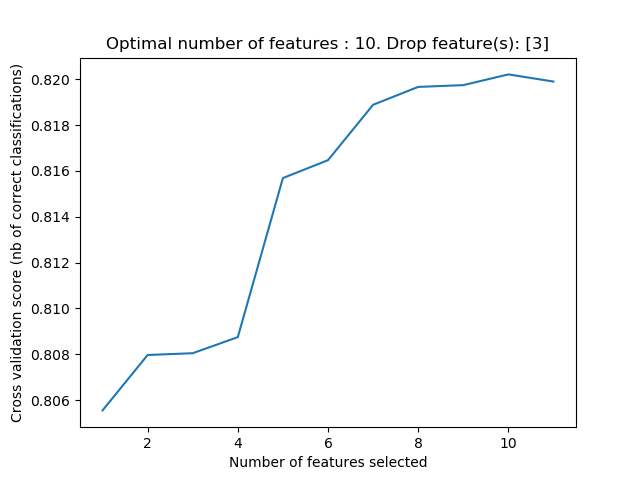 Optimal number of features : 10. Drop feature(s): [3]
Cross validation score (nb of correct classifications)
0.820
0.818
0.816
0.814
0.812
0.810
0.808
0.806
2 4 6 8 10
Number of features selected